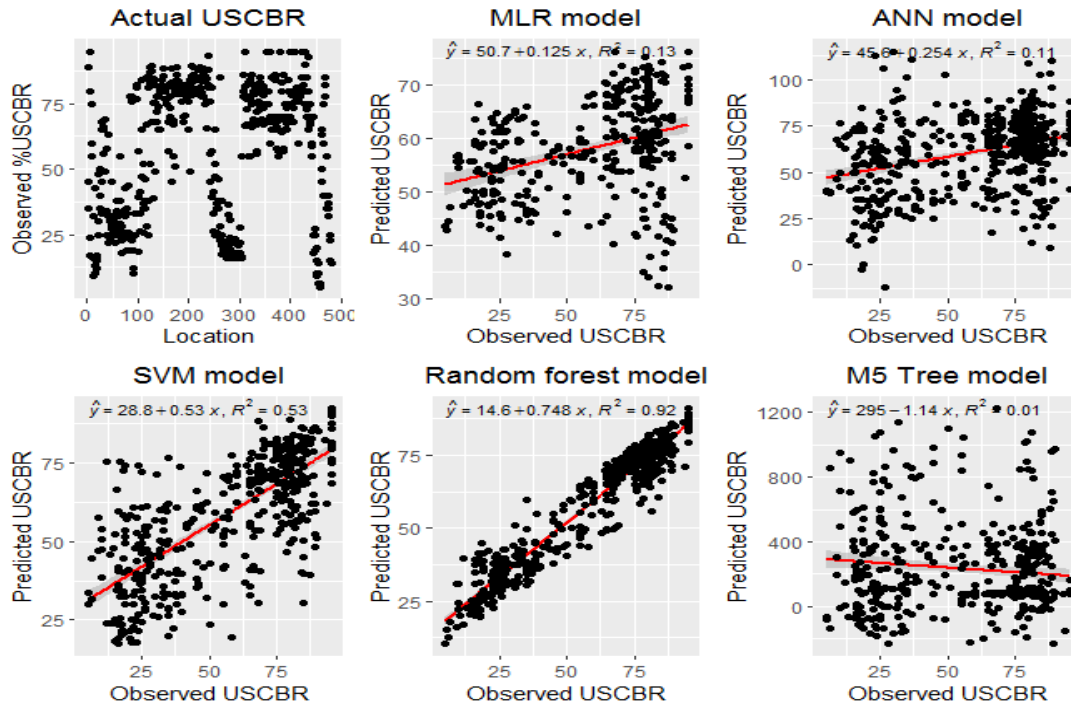 Actual USCBR
Observed %USCBR
75
50
25
0 100 200 300 400 500
Location
MLR model
ŷ = 50.7 + 0.125 x, R² = 0.13
Predicted USCBR
70
60
50
40
30
25 50 75
Observed USCBR
ANN model
ŷ = 45.6 + 0.254 x, R² = 0.11
Predicted USCBR
100
75
50
25
0
25 50 75
Observed USCBR
SVM model
ŷ = 28.8 + 0.53 x, R² = 0.53
Predicted USCBR
75
50
25
25 50 75
Observed USCBR
Random forest model
ŷ = 14.6 + 0.748 x, R² = 0.92
Predicted USCBR
75
50
25
25 50 75
Observed USCBR
M5 Tree model
ŷ = 295 − 1.14 x, R² = 0.01
Predicted USCBR
1200
800
400
0
25 50 75
Observed USCBR